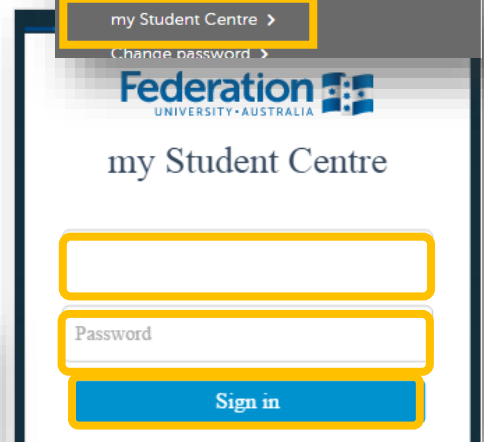 my Student Centre >
Change password >
Federation
UNIVERSITY • AUSTRALIA
my Student Centre
Password
Sign in